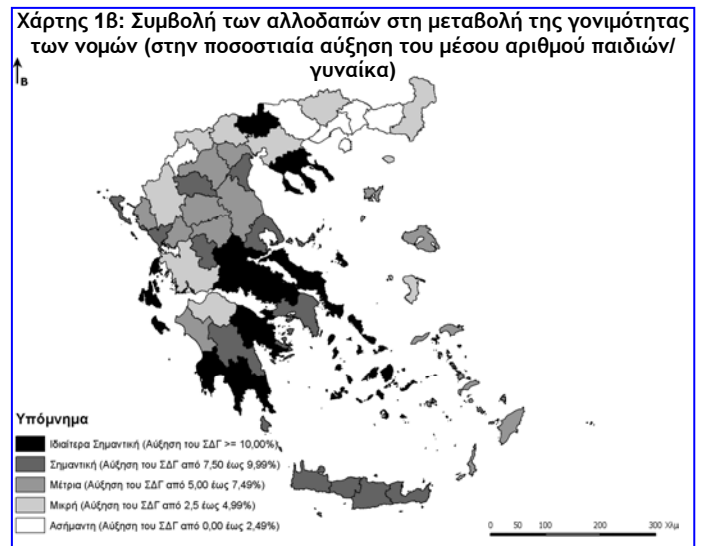 Χάρτης 1β: Συμβολή των αλλοδαπών στη μεταβολή της γονιμότητας
των νομών (στην ποσοστιαία αύξηση του μέσου αριθμού παιδιών/
γυναίκα)
Β
Υπόμνημα
Ιδιαίτερα Σημαντική (Αύξηση του ΣΔΓ >= 10,00%)
Σημαντική (Αύξηση του ΣΔΓ από 7,50 έως 9,99%)
Μέτρια (Αύξηση του ΣΔΓ από 5,00 έως 7,49%)
Μικρή (Αύξηση του ΣΔΓ από 2,5 έως 4,99%)
Ασήμαντη (Αύξηση του ΣΔΓ από 0,00 έως 2,49%)
0 50 100 200 300 Χλμ